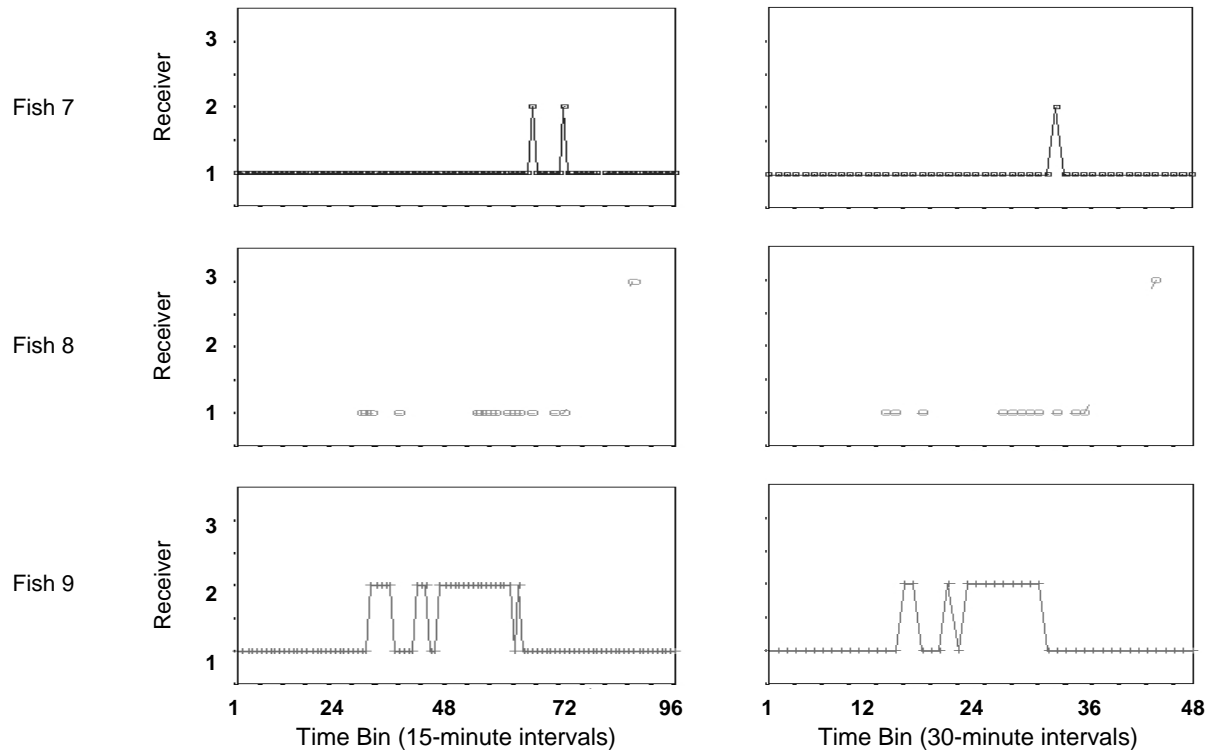 Fish 7
Receiver
3
2
1
Fish 8
Receiver
3
2
1
Fish 9
Receiver
3
2
1
1 24 48 72 96
Time Bin (15-minute intervals)
1 24 36 48
Time Bin (30-minute intervals)